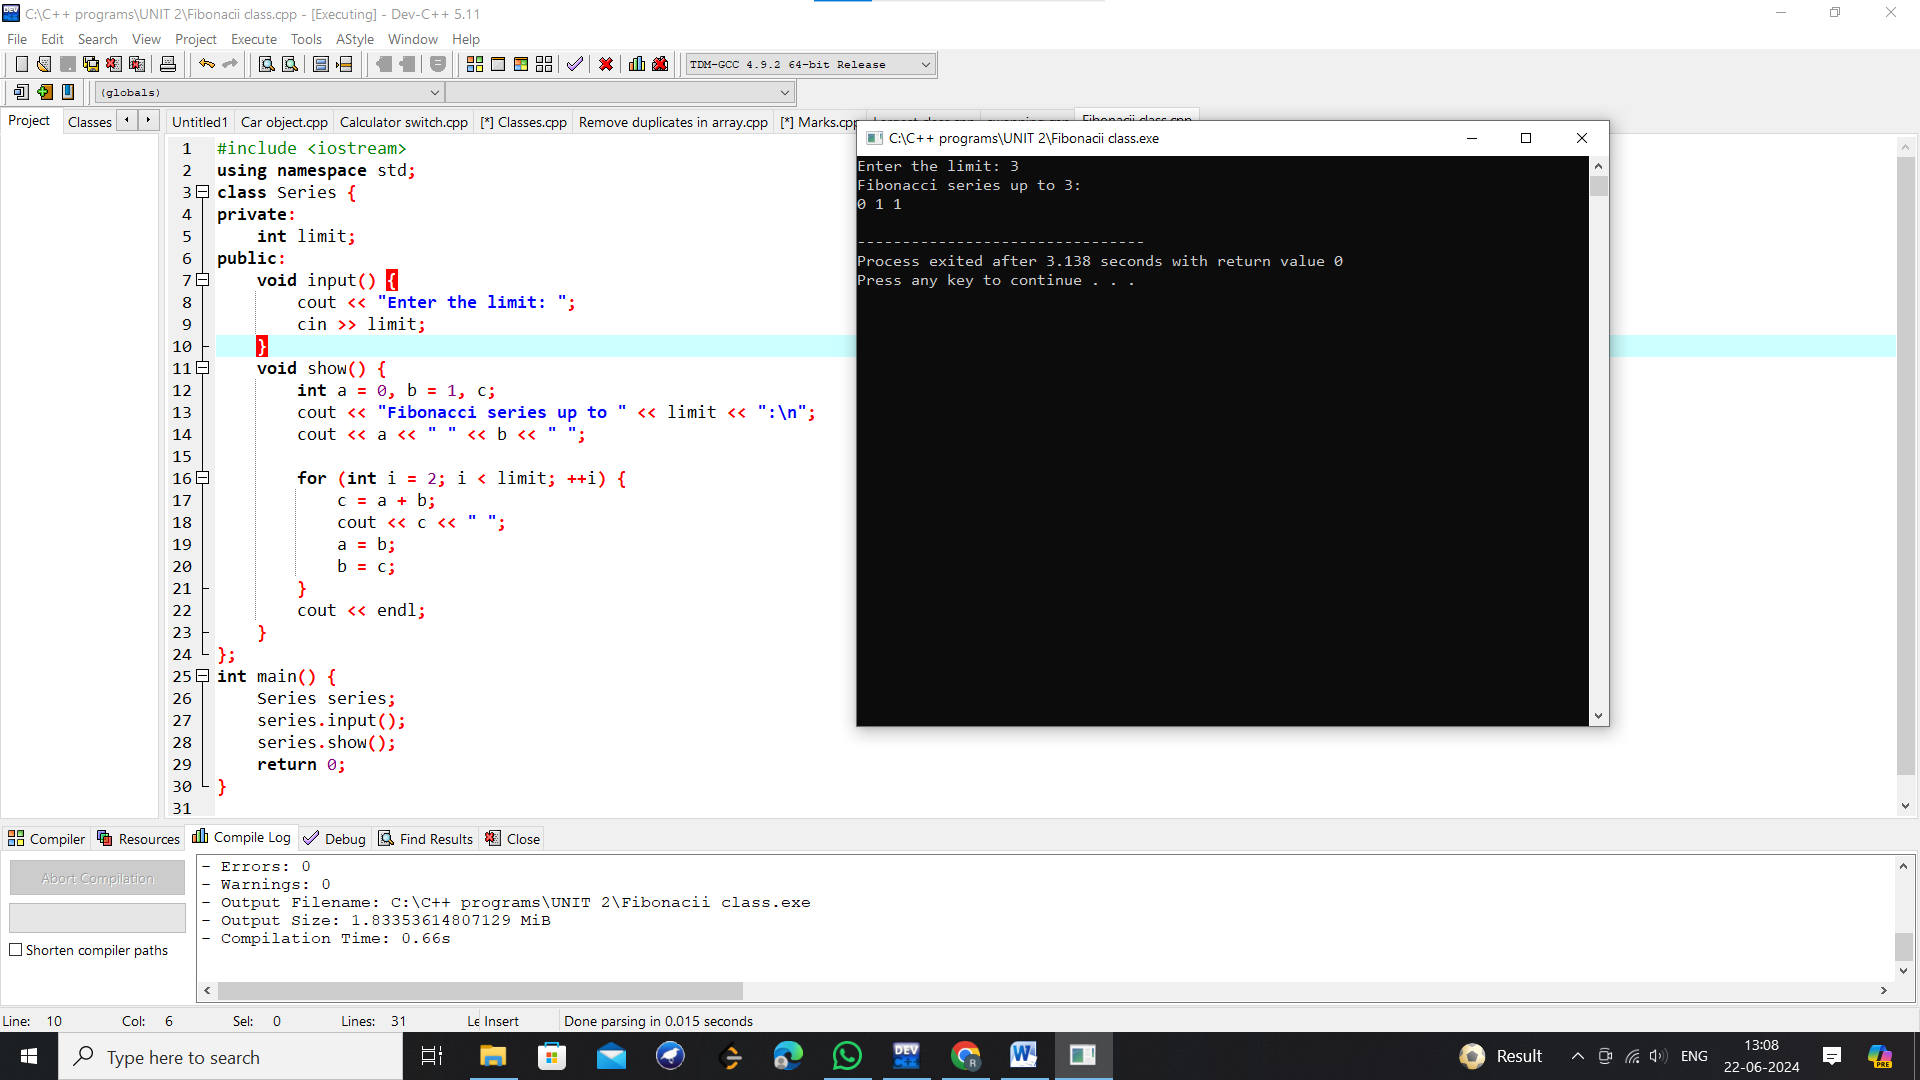 C:\C++ programs\UNIT 2\Fibonacii class.cpp - [Executing] - Dev-C++ 5.11
File Edit Search View Project Execute Tools AStyle Window Help
TDM-GCC 4.9.2 64-bit Release
(globals)
Project Classes Untitled1 Car object.cpp Calculator switch.cpp [*] Classes.cpp Remove duplicates in array.cpp [*] Marks.cpp Fibonacii class.cpp
1 #include <iostream>
2 using namespace std;
3 class Series {
4 private:
5 int limit;
6 public:
7 void input() {
8 cout << "Enter the limit: ";
9 cin >> limit;
10 }
11 void show() {
12 int a = 0, b = 1, c;
13 cout << "Fibonacci series up to " << limit << ":\n";
14 cout << a << " " << b << " ";
15
16 for (int i = 2; i < limit; ++i) {
17 c = a + b;
18 cout << c << " ";
19 a = b;
20 b = c;
21 }
22 cout << endl;
23 }
24 };
25 int main() {
26 Series series;
27 series.input();
28 series.show();
29 return 0;
30 }
31
C:\C++ programs\UNIT 2\Fibonacii class.exe
Enter the limit: 3
Fibonacci series up to 3:
0 1 1
--------------------------------
Process exited after 3.138 seconds with return value 0
Press any key to continue . . .
Compiler Resources Compile Log Debug Find Results Close
Abort Compilation
Shorten compiler paths
- Errors: 0
- Warnings: 0
- Output Filename: C:\C++ programs\UNIT 2\Fibonacii class.exe
- Output Size: 1.83353614807129 MiB
- Compilation Time: 0.66s
Line: 10 Col: 6 Sel: 0 Lines: 31 Le Insert Done parsing in 0.015 seconds
Type here to search
DEV
Result
ENG
13:08
22-06-2024
PRE